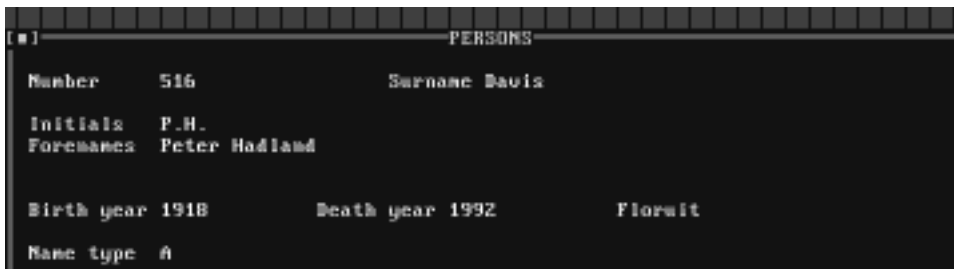 [■] PERSONS
Number 516 Surname Davis
Initials P.H.
Forenames Peter Hadland
Birth year 1918 Death year 1992 Floruit
Name type A